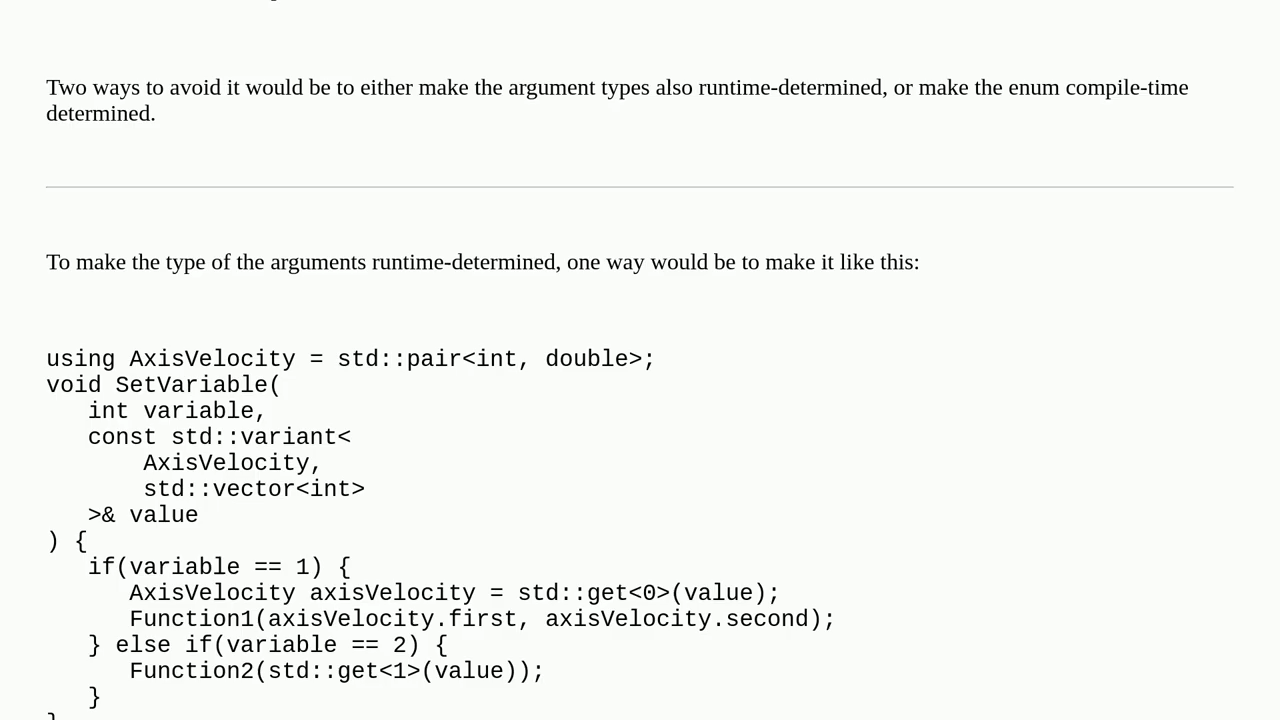 Two ways to avoid it would be to either make the argument types also runtime-determined, or make the enum compile-time
determined.
To make the type of the arguments runtime-determined, one way would be to make it like this:
using AxisVelocity = std::pair<int, double>;
void SetVariable(
   int variable,
   const std::variant<
       AxisVelocity,
       std::vector<int>
   >& value
) {
   if(variable == 1) {
      AxisVelocity axisVelocity = std::get<0>(value);
      Function1(axisVelocity.first, axisVelocity.second);
   } else if(variable == 2) {
      Function2(std::get<1>(value));
   }
}